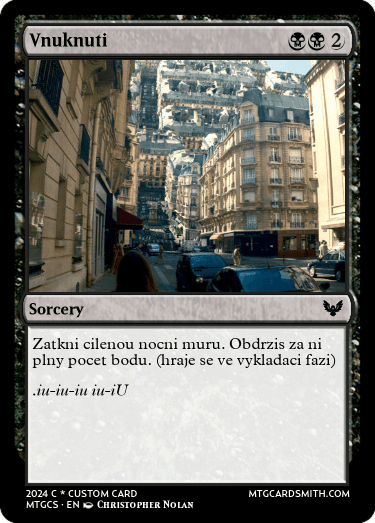 Vnuknuti 2
Sorcery
Zatkni cilenou nocni muru. Obdrzis za ni
plny pocet bodu. (hraje se ve vykladaci fazi)
.iu-iu-iu iu-iU
2024 C * CUSTOM CARD MTGCARDSMITH.COM
MTGCS · EN Christopher Nolan